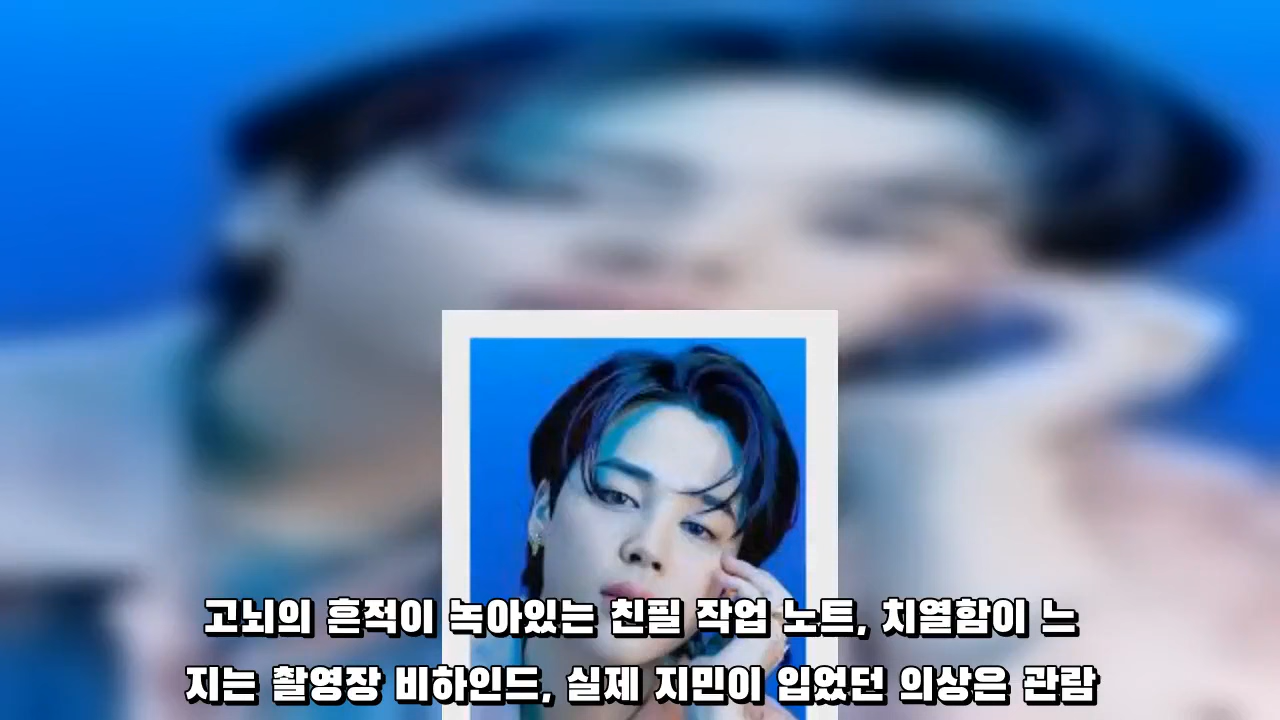 고뇌의 흔적이 녹아있는 친필 작업 노트, 치열함이 느
지는 촬영장 비하인드, 실제 지민이 입었던 의상은 관람